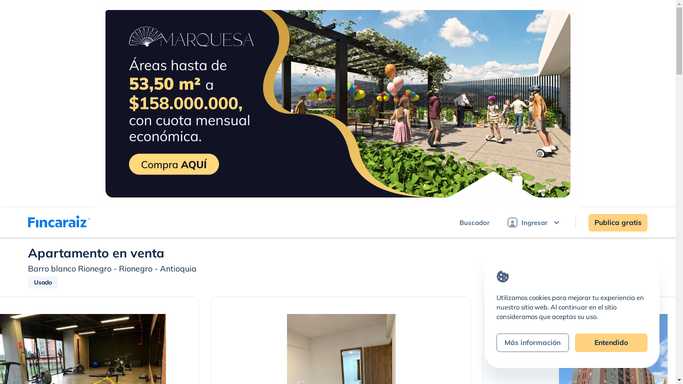 MARQUESA
Áreas hasta de
53,50 m² a
$158.000.000,
con cuota mensual
económica.
Compra AQUÍ
Fincaraiz
Buscador
Ingresar
Publica gratis
Apartamento en venta
Barro blanco Rionegro - Rionegro - Antioquia
Usado
Utilizamos cookies para mejorar tu experiencia en
nuestro sitio web. Al continuar en el sitio
consideramos que aceptas su uso.
Más información
Entendido